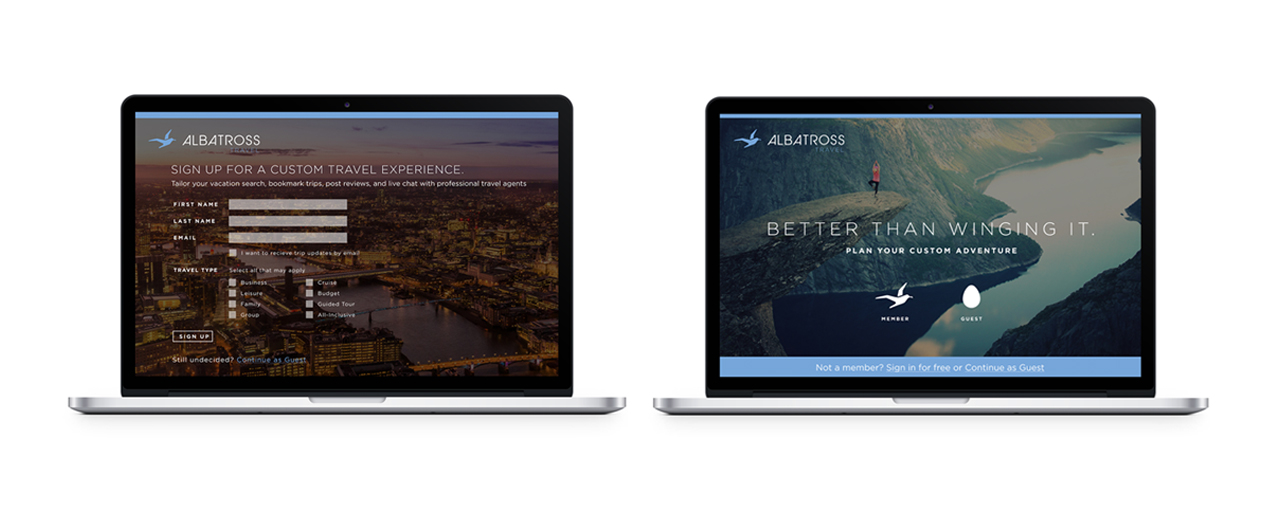 ALBATROSS
TRAVEL
SIGN UP FOR A CUSTOM TRAVEL EXPERIENCE.
Tailor your vacation search, bookmark trips, post reviews, and live chat with professional travel agents
FIRST NAME
LAST NAME
EMAIL
I want to recieve trip updates by email
TRAVEL TYPE Select all that may apply
Business Cruise
Leisure Budget
Family Guided Tour
Group All-Inclusive
SIGN UP
Still undecided? Continue as Guest
ALBATROSS
TRAVEL
BETTER THAN WINGING IT.
PLAN YOUR CUSTOM ADVENTURE
MEMBER GUEST
Not a member? Sign in for free or Continue as Guest